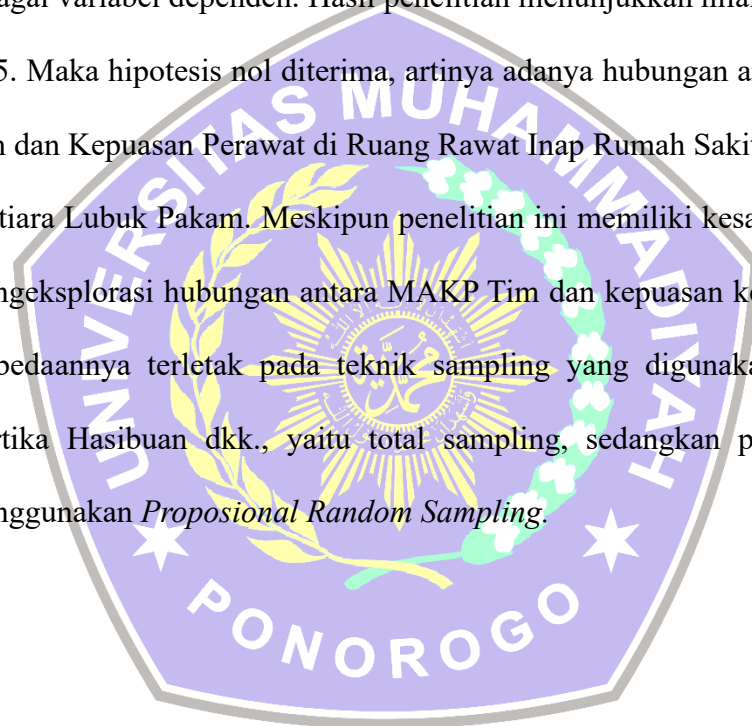 bagai variabel dependen. Hasil penelitian menunjukkan nilai
5. Maka hipotesis nol diterima, artinya adanya hubungan a
n dan Kepuasan Perawat di Ruang Rawat Inap Rumah Sakit
tiara Lubuk Pakam. Meskipun penelitian ini memiliki kesa
ngeksplorasi hubungan antara MAKP Tim dan kepuasan k
bedaannya terletak pada teknik sampling yang digunaka
rtika Hasibuan dkk., yaitu total sampling, sedangkan p
nggunakan Proposional Random Sampling.
UNIVERSITAS MUHAMMADIYAH
PONOROGO